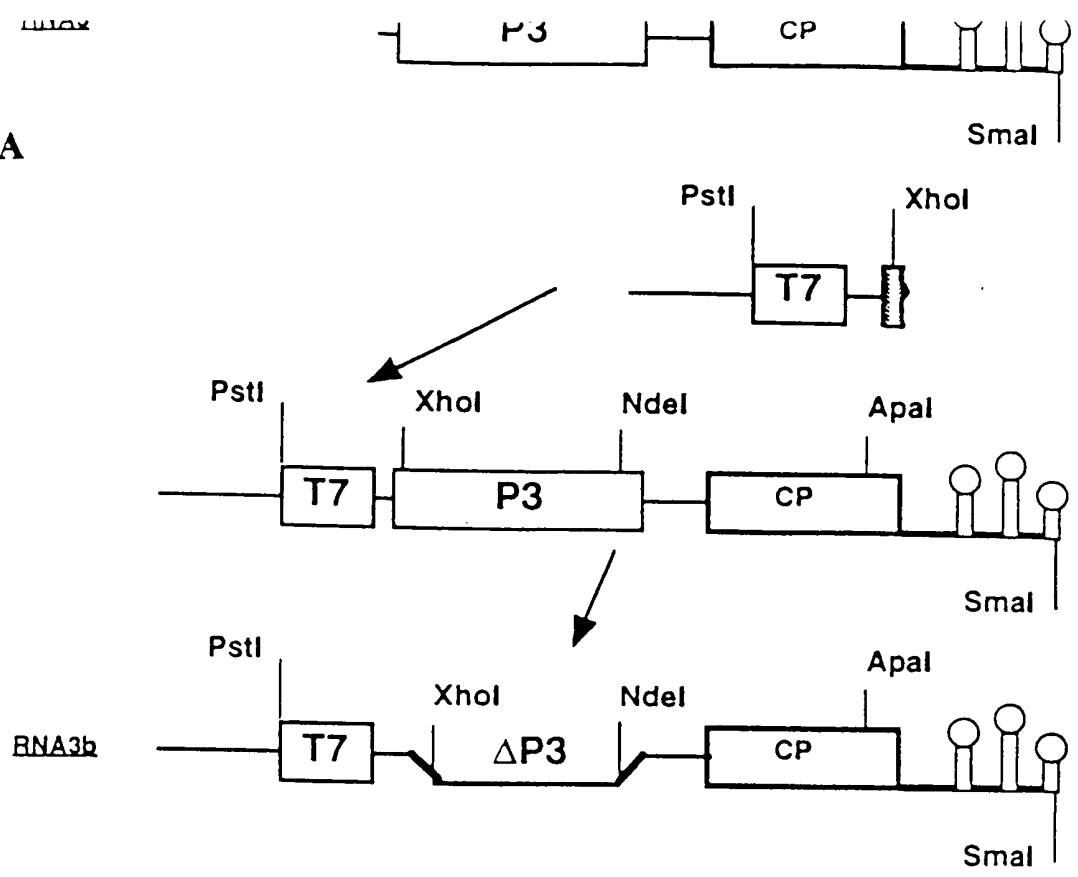 P3 CP
SmaI
A
PstI XhoI
T7
PstI XhoI NdeI ApaI
T7 P3 CP
SmaI
PstI XhoI NdeI ApaI
RNA3b T7 ΔP3 CP
SmaI